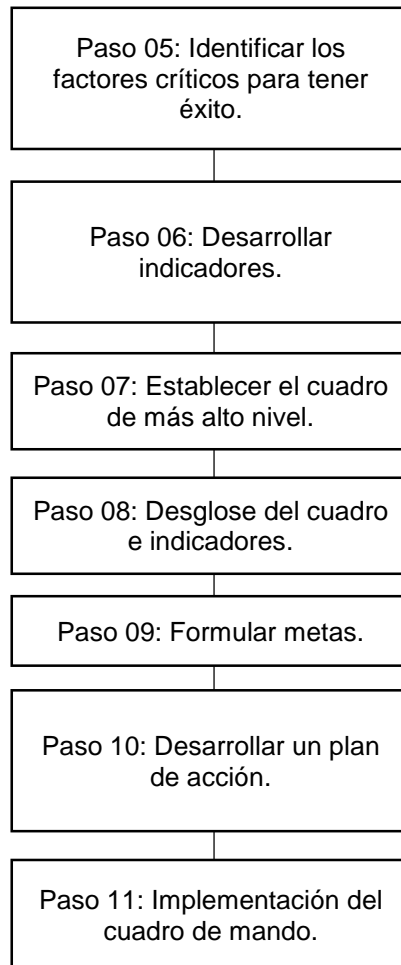 Paso 05: Identificar los
factores críticos para tener
éxito.
Paso 06: Desarrollar
indicadores.
Paso 07: Establecer el cuadro
de más alto nivel.
Paso 08: Desglose del cuadro
e indicadores.
Paso 09: Formular metas.
Paso 10: Desarrollar un plan
de acción.
Paso 11: Implementación del
cuadro de mando.